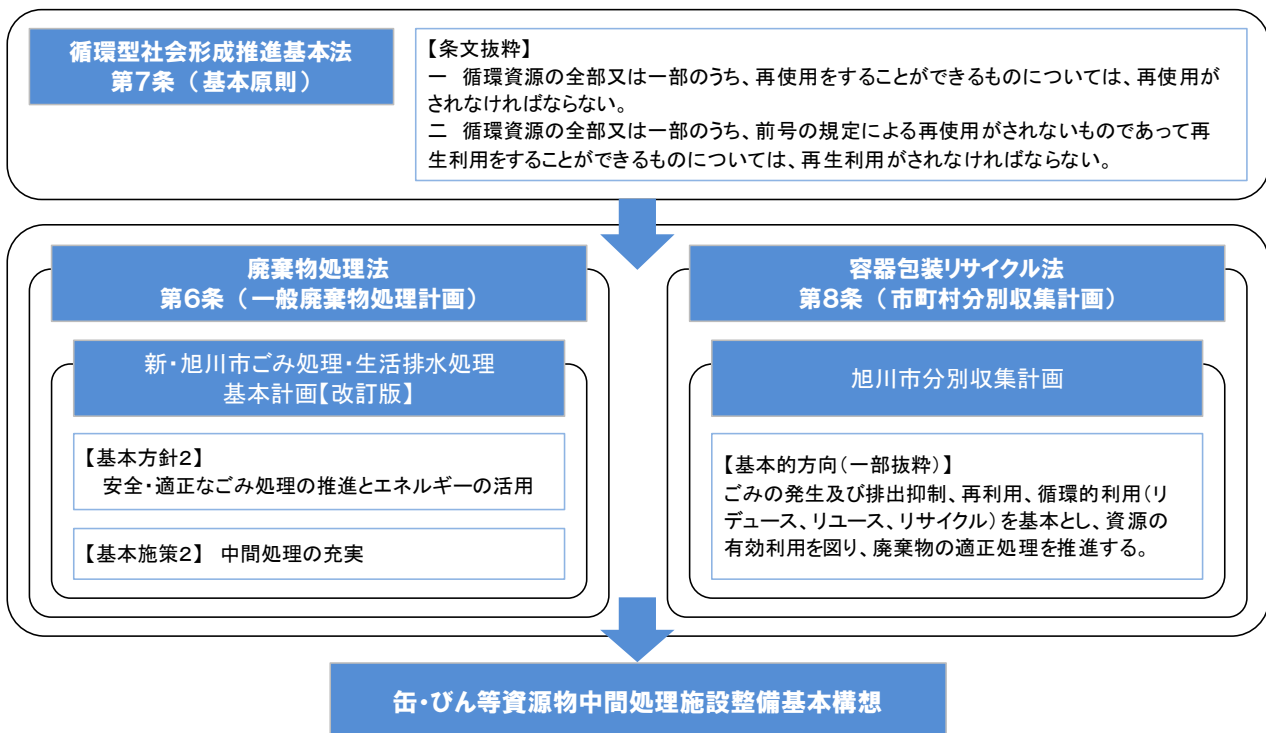 循環型社会形成推進基本法
第7条（基本原則）
【条文抜粋】
一　循環資源の全部又は一部のうち、再使用をすることができるものについては、再使用が
されなければならない。
二　循環資源の全部又は一部のうち、前号の規定による再使用がされないものであって再
生利用をすることができるものについては、再生利用がされなければならない。
廃棄物処理法
第6条（一般廃棄物処理計画）
新・旭川市ごみ処理・生活排水処理
基本計画【改訂版】
【基本方針2】
安全・適正なごみ処理の推進とエネルギーの活用
【基本施策2】　中間処理の充実
容器包装リサイクル法
第8条（市町村分別収集計画）
旭川市分別収集計画
【基本的方向（一部抜粋）】
ごみの発生及び排出抑制、再利用、循環的利用（リ
デュース、リユース、リサイクル）を基本とし、資源の
有効利用を図り、廃棄物の適正処理を推進する。
缶・びん等資源物中間処理施設整備基本構想